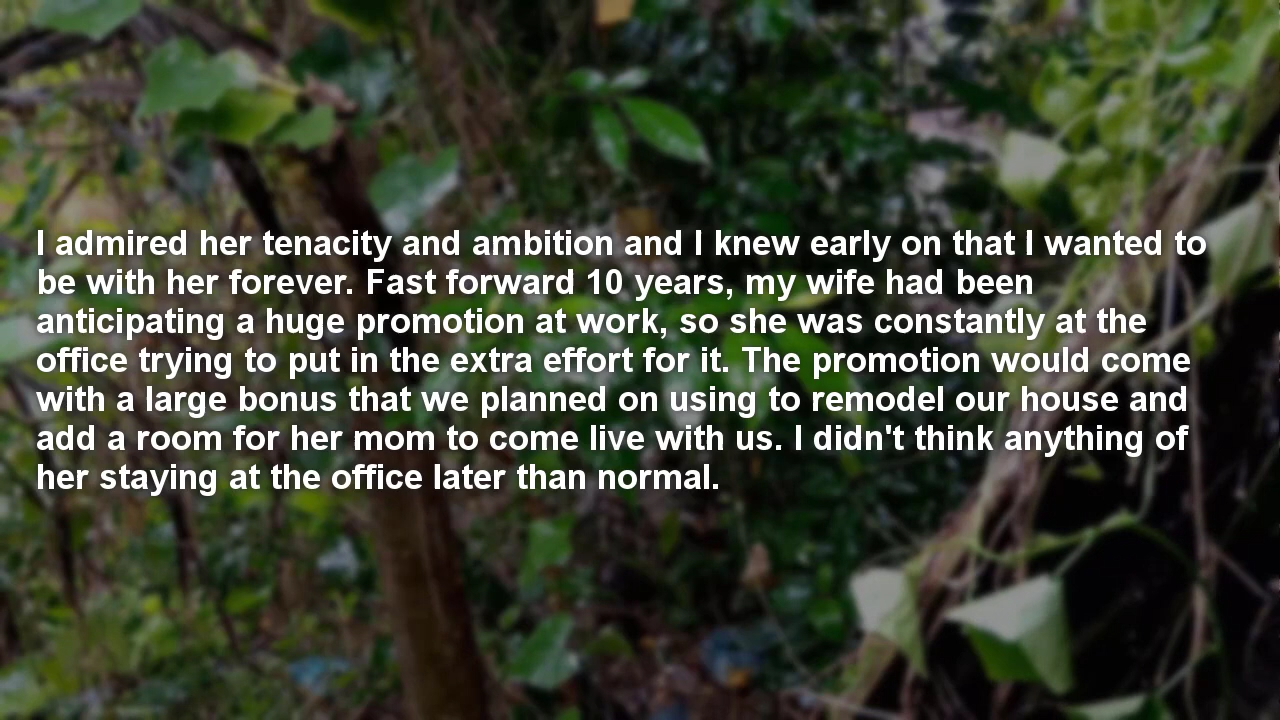 I admired her tenacity and ambition and I knew early on that I wanted to
be with her forever. Fast forward 10 years, my wife had been
anticipating a huge promotion at work, so she was constantly at the
office trying to put in the extra effort for it. The promotion would come
with a large bonus that we planned on using to remodel our house and
add a room for her mom to come live with us. I didn't think anything of
her staying at the office later than normal.